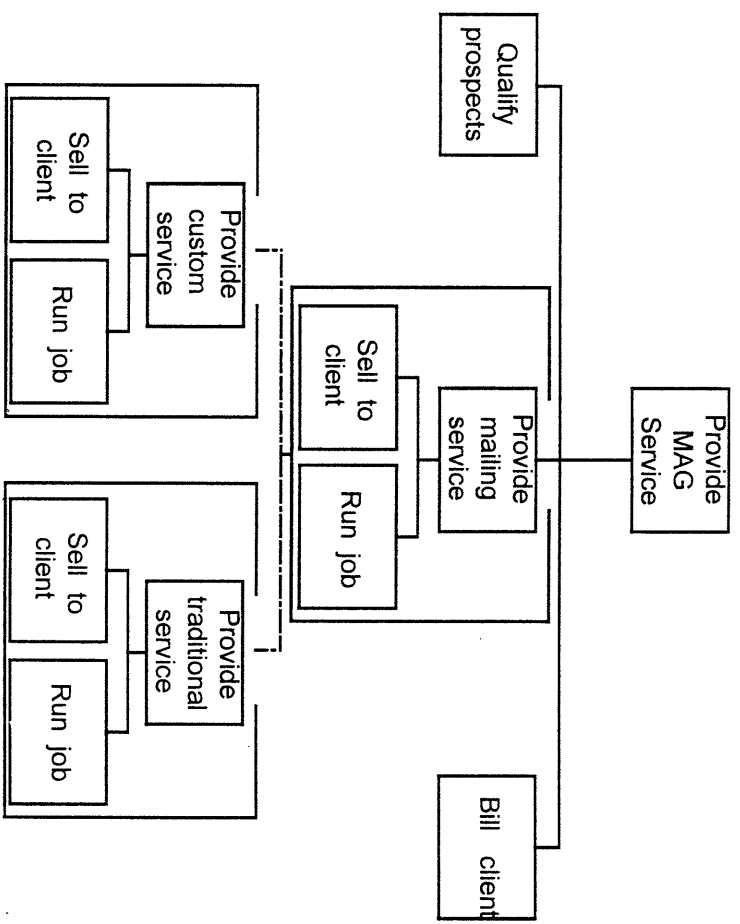 Provide
MAG
Service
Qualify
prospects
Provide
mailing
service
Bill client
Sell to
client
Run job
Provide
custom
service
Provide
traditional
service
Sell to
client
Run job
Sell to
client
Run job